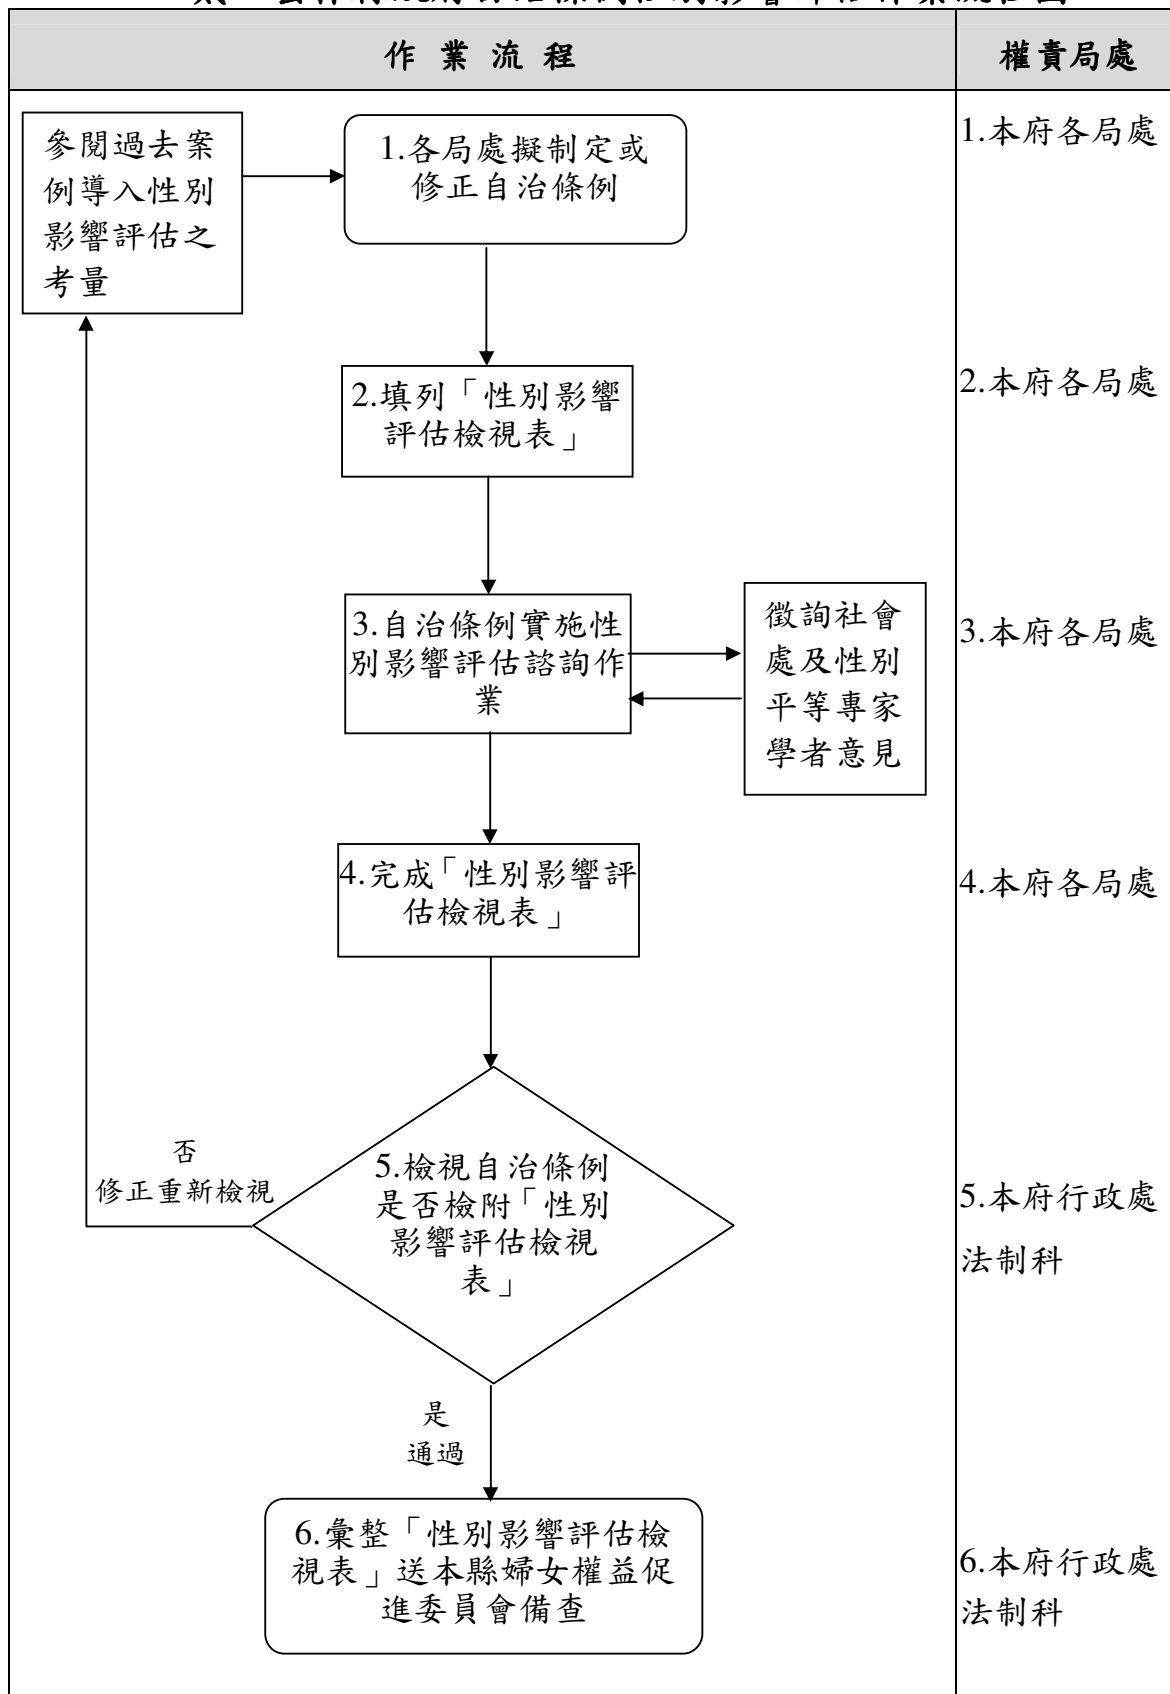 作 業 流 程
權責局處
參閱過去案
例導入性別
影響評估之
考量
1.各局處擬制定或
修正自治條例
1.本府各局處
2.填列「性別影響
評估檢視表」
2.本府各局處
3.自治條例實施性
別影響評估諮詢作
業
徵詢社會
處及性別
平等專家
學者意見
3.本府各局處
4.完成「性別影響評
估檢視表」
4.本府各局處
否
修正重新檢視
5.檢視自治條例
是否檢附「性別
影響評估檢視
表」
5.本府行政處
法制科
是
通過
6.彙整「性別影響評估檢
視表」送本縣婦女權益促
進委員會備查
6.本府行政處
法制科